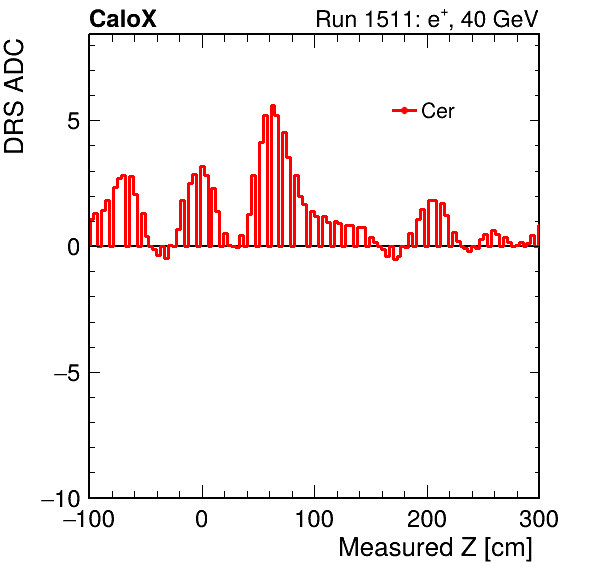 CaloX
Run 1511: e+, 40 GeV
DRS ADC
Cer
5
0
−5
−10
−100 0 100 200 300
Measured Z [cm]